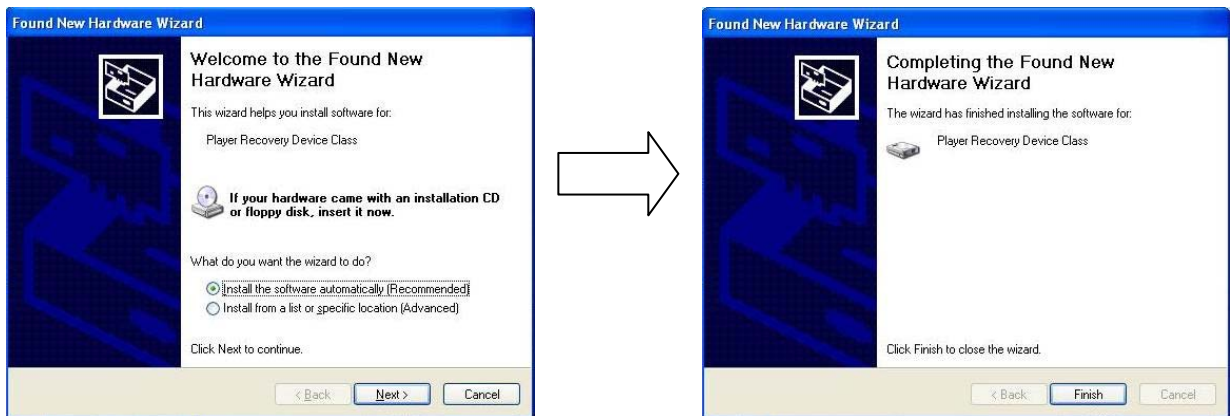 Found New Hardware Wizard
Welcome to the Found New
Hardware Wizard
This wizard helps you install software for:
Player Recovery Device Class
If your hardware came with an installation CD
or floppy disk, insert it now.
What do you want the wizard to do?
Install the software automatically (Recommended)
Install from a list or specific location (Advanced)
Click Next to continue.
< Back
Next >
Cancel
Found New Hardware Wizard
Completing the Found New
Hardware Wizard
The wizard has finished installing the software for:
Player Recovery Device Class
Click Finish to close the wizard.
< Back
Finish
Cancel